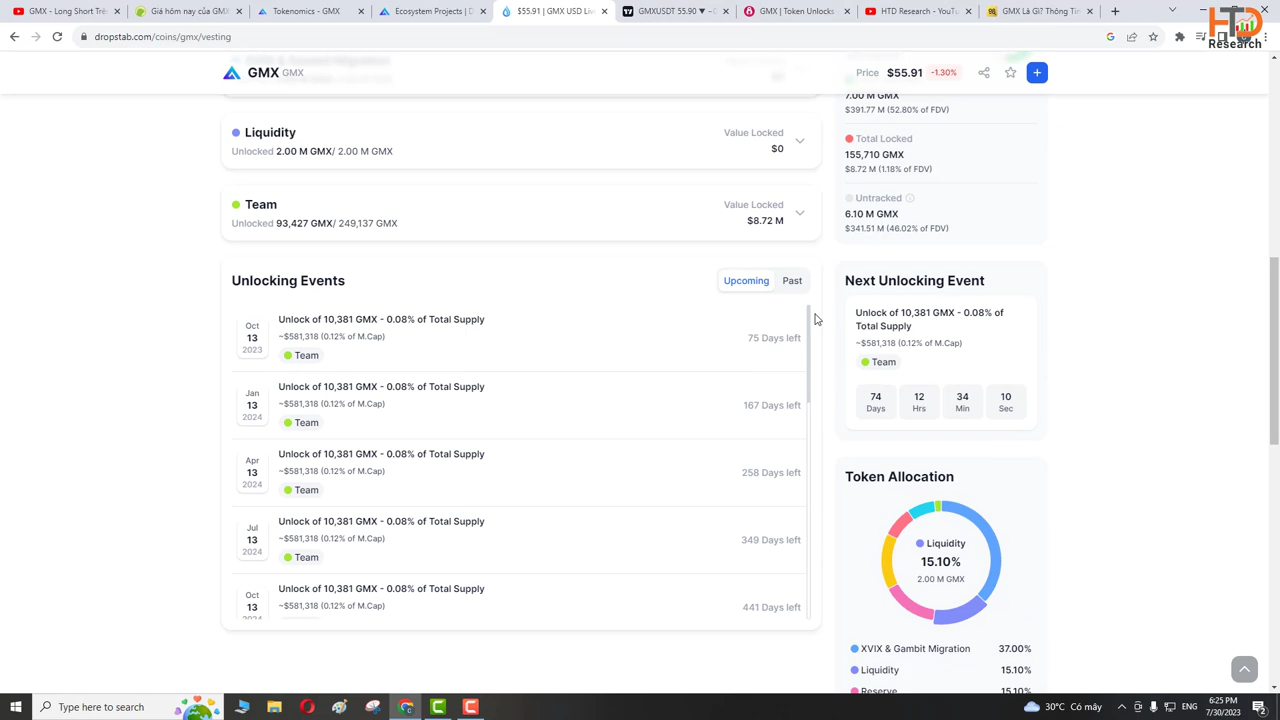 GMX - Long Short Trên
Giá hôm nay của GMX
Tokenomics - GMX
Ecosystem Projects | D
$55.91 | GMX USD Live
GMXUSDT 55.90 ▼
GMX | Token Unlocks
HTD Research - YouTu
GMX Là Gì? Thông Tin
dropstab.com/coins/gmx/vesting
HTD
Research
GMX GMX
Price $55.91 -1.30%
7.00 M GMX
$391.77 M (52.80% of FDV)
Liquidity
Unlocked 2.00 M GMX/ 2.00 M GMX
Value Locked
$0
Total Locked
155,710 GMX
$8.72 M (1.18% of FDV)
Team
Unlocked 93,427 GMX/ 249,137 GMX
Value Locked
$8.72 M
Untracked
6.10 M GMX
$341.51 M (46.02% of FDV)
Unlocking Events
Upcoming Past
Oct
13
2023
Unlock of 10,381 GMX - 0.08% of Total Supply
~$581,318 (0.12% of M.Cap)
Team
75 Days left
Jan
13
2024
Unlock of 10,381 GMX - 0.08% of Total Supply
~$581,318 (0.12% of M.Cap)
Team
167 Days left
Apr
13
2024
Unlock of 10,381 GMX - 0.08% of Total Supply
~$581,318 (0.12% of M.Cap)
Team
258 Days left
Jul
13
2024
Unlock of 10,381 GMX - 0.08% of Total Supply
~$581,318 (0.12% of M.Cap)
Team
349 Days left
Oct
13
2024
Unlock of 10,381 GMX - 0.08% of Total Supply
~$581,318 (0.12% of M.Cap)
441 Days left
Next Unlocking Event
Unlock of 10,381 GMX - 0.08% of
Total Supply
~$581,318 (0.12% of M.Cap)
Team
74 12 34 10
Days Hrs Min Sec
Token Allocation
Liquidity
15.10%
2.00 M GMX
XVIX & Gambit Migration 37.00%
Liquidity 15.10%
Reserve 15.10%
Type here to search
30°C Có mây
ENG
6:25 PM
7/30/2023
2